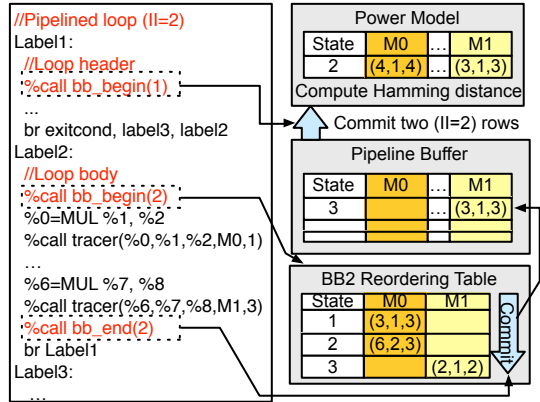 //Pipelined loop (II=2)
Label1:
//Loop header
%call bb_begin(1)
...
br exitcond, label3, label2
Label2:
//Loop body
%call bb_begin(2)
%0=MUL %1, %2
%call tracer(%0,%1,%2,M0,1)
...
%6=MUL %7, %8
%call tracer(%6,%7,%8,M1,3)
%call bb_end(2)
br Label1
Label3:
...
Power Model
State M0 ... M1
2 (4,1,4) ... (3,1,3)
Compute Hamming distance
Commit two (II=2) rows
Pipeline Buffer
State M0 ... M1
3 ... (3,1,3)
BB2 Reordering Table
State M0 M1
1 (3,1,3)
2 (6,2,3)
3 (2,1,2)
Commit